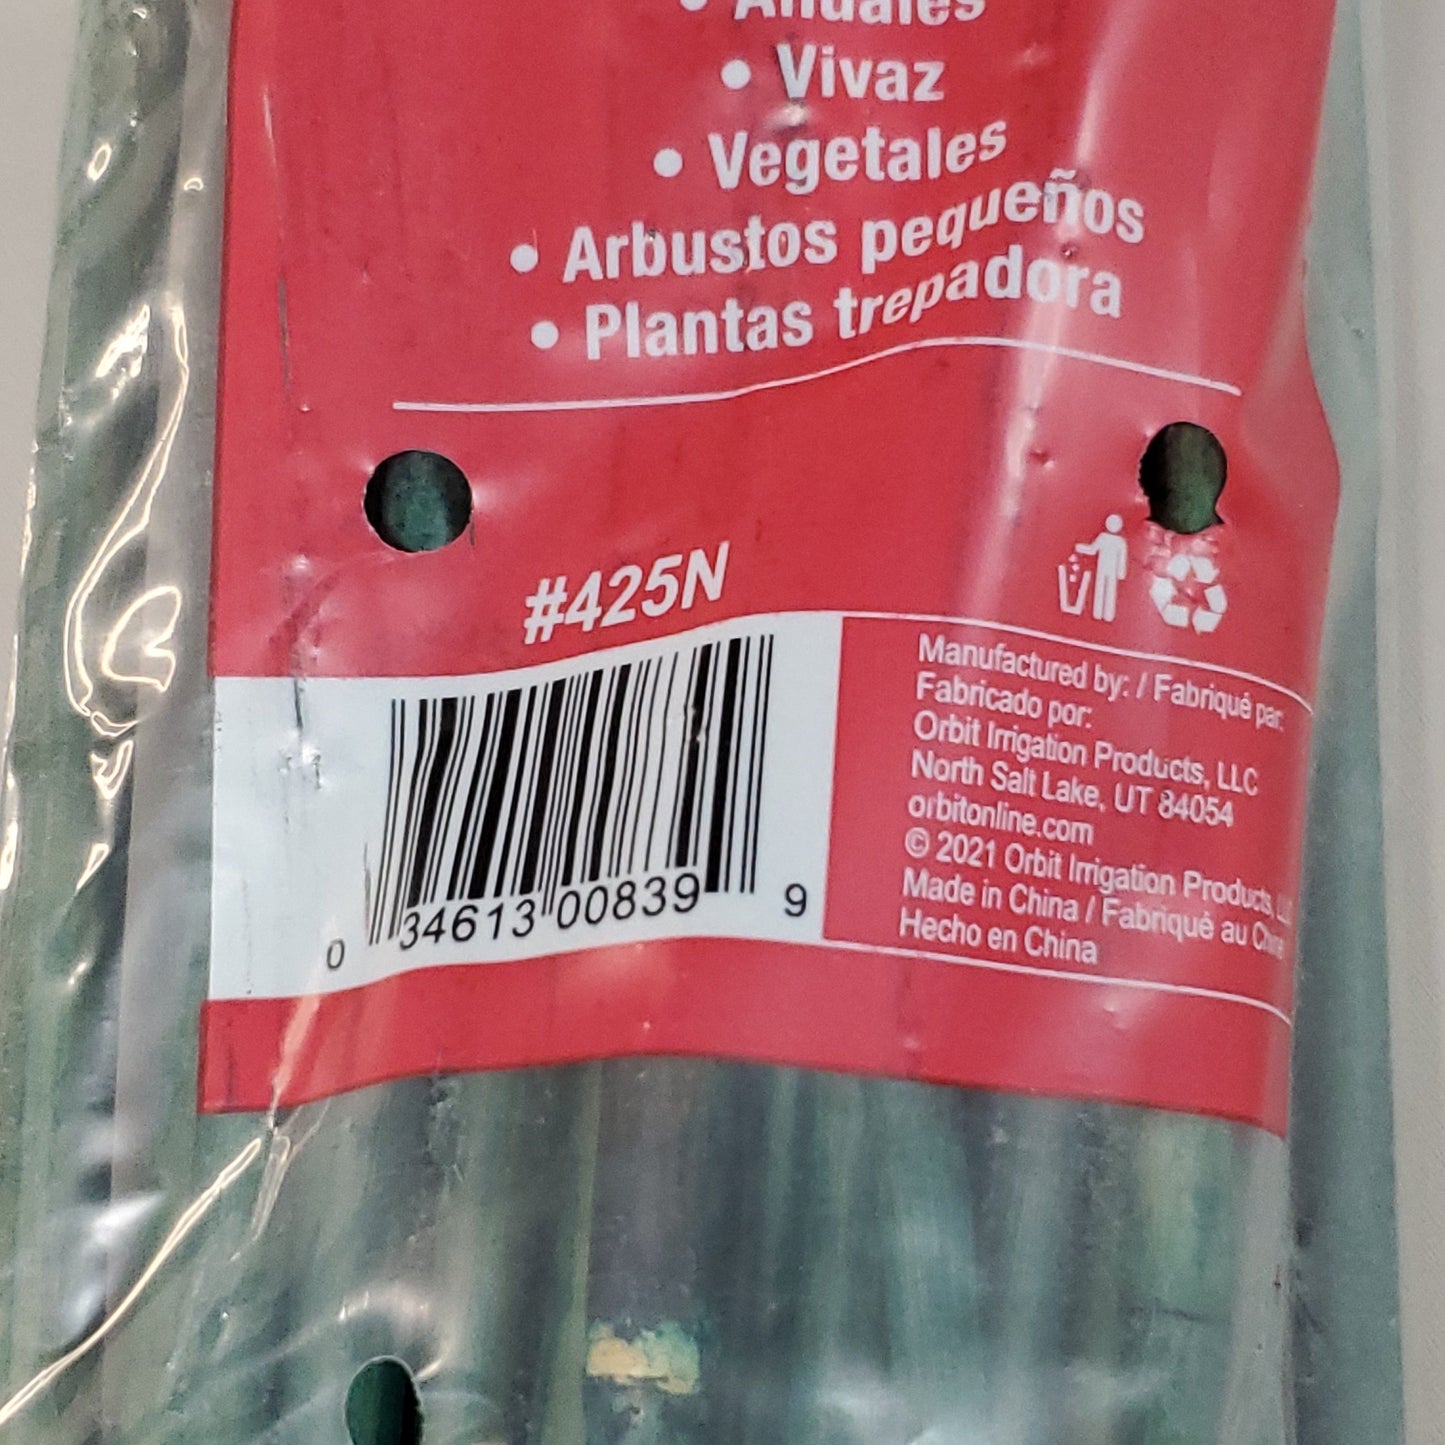 • Anuales
• Vivaz
• Vegetales
• Arbustos pequeños
• Plantas trepadora
#425N
0 34613 00839 9
Manufactured by: / Fabriqué par:
Fabricado por:
Orbit Irrigation Products, LLC
North Salt Lake, UT 84054
orbitonline.com
© 2021 Orbit Irrigation Products,
Made in China / Fabriqué au Chine
Hecho en China